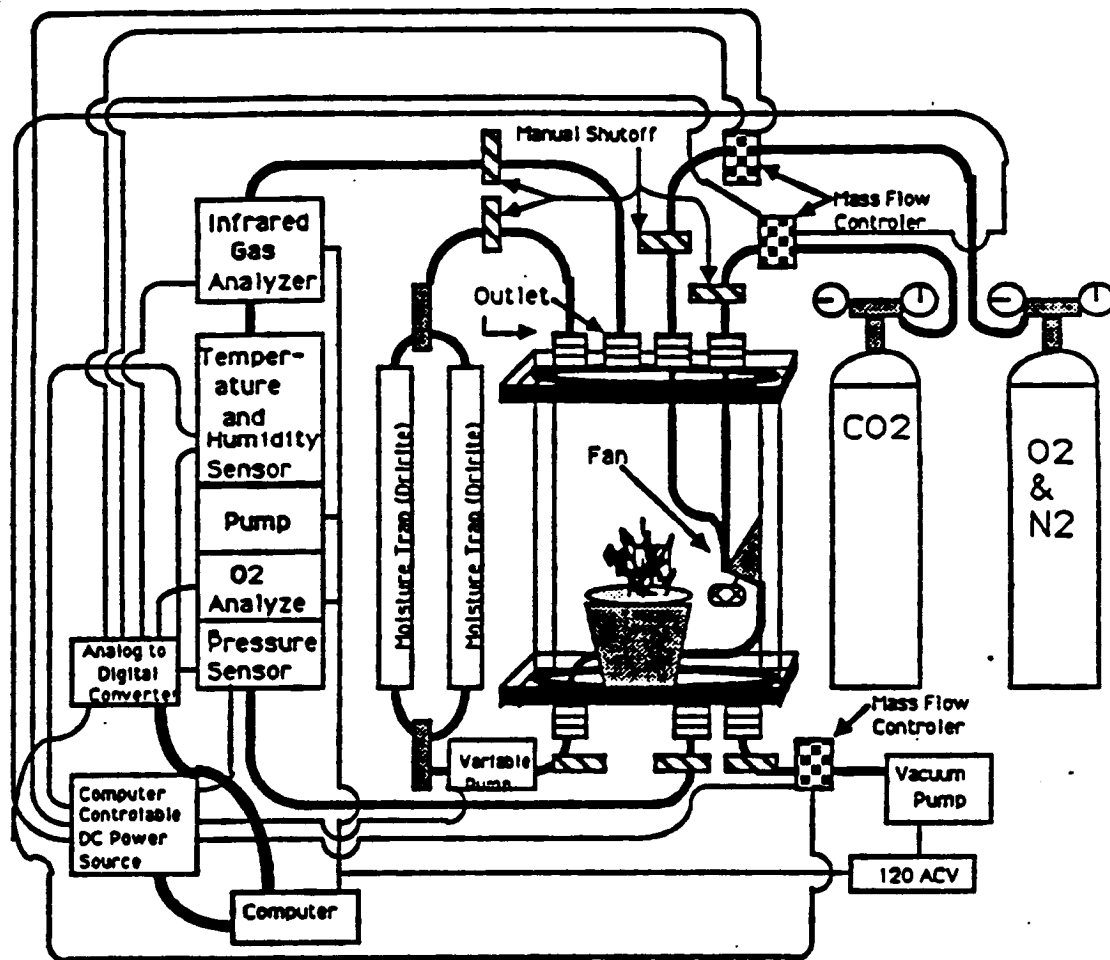 Manual Shutoff
Mass Flow
Controler
Infrared
Gas
Analyzer
Outlet
Temper-
ature
and
Humidity
Sensor
Moisture Trap (Dririte)
Moisture Trap (Dririte)
Fan
CO2
O2
&
N2
Pump
O2
Analyze
Pressure
Sensor
Analog to
Digital
Converter
Mass Flow
Controler
Variable
Pump
Vacuum
Pump
Computer
Controlable
DC Power
Source
120 ACV
Computer